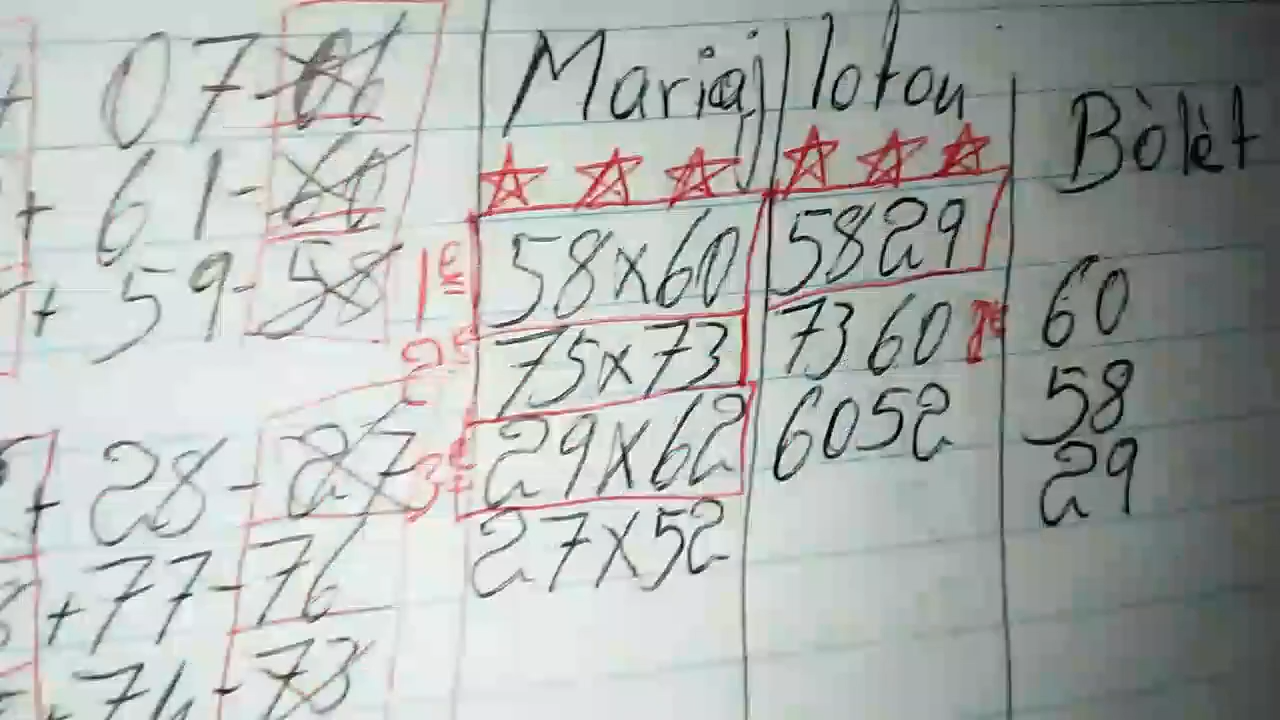 07-06
+ 61-60
+ 59-58
+ 28-27
+77-76
+74-73
Mariaj
1e 58x60
2e 75x73
3e 29x62
27x52
lotou
5829
7360
6052
Bòlèt
60
58
29